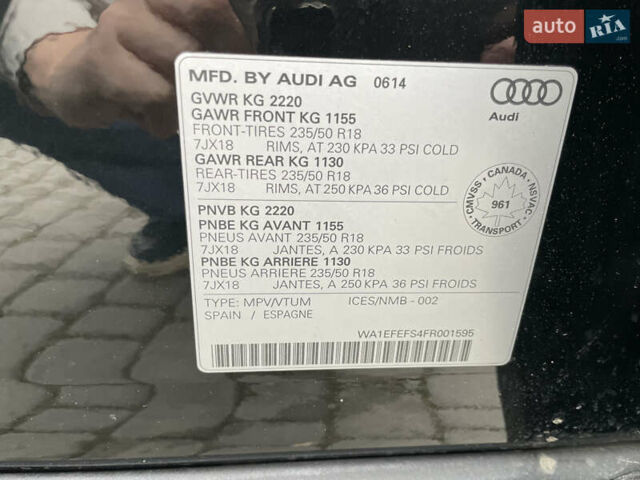 auto RIA.com
MFD. BY AUDI AG 0614
GVWR KG 2220
GAWR FRONT KG 1155
FRONT-TIRES 235/50 R18
7JX18 RIMS, AT 230 KPA 33 PSI COLD
GAWR REAR KG 1130
REAR-TIRES 235/50 R18
7JX18 RIMS, AT 250 KPA 36 PSI COLD
Audi
CMVSS CANADA NSVAC
961
TRANSPORT
PNVB KG 2220
PNBE KG AVANT 1155
PNEUS AVANT 235/50 R18
7JX18 JANTES, A 230 KPA 33 PSI FROIDS
PNBE KG ARRIERE 1130
PNEUS ARRIERE 235/50 R18
7JX18 JANTES, A 250 KPA 36 PSI FROIDS
TYPE: MPV/VTUM ICES/NMB - 002
SPAIN / ESPAGNE
WA1EFEFS4FR001595